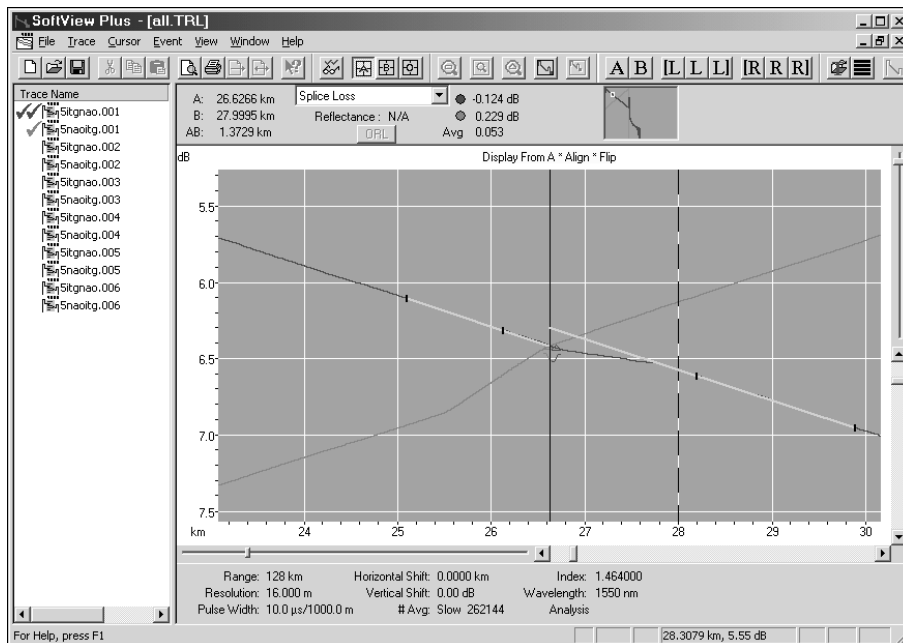 SoftView Plus - [all.TRL]
File Trace Cursor Event View Window Help
A B [L L L] [R R R]
Trace Name
5itgnao.001
5naoitg.001
5itgnao.002
5naoitg.002
5itgnao.003
5naoitg.003
5itgnao.004
5naoitg.004
5itgnao.005
5naoitg.005
5itgnao.006
5naoitg.006
A: 26.6266 km
B: 27.9995 km
AB: 1.3729 km
Splice Loss
Reflectance : N/A
ORL
-0.124 dB
0.229 dB
Avg 0.053
dB
Display From A * Align * Flip
5.5
6.0
6.5
7.0
7.5
km 24 25 26 27 28 29 30
Range: 128 km
Resolution: 16.000 m
Pulse Width: 10.0 µs/1000.0 m
Horizontal Shift: 0.0000 km
Vertical Shift: 0.00 dB
# Avg: Slow 262144
Index: 1.464000
Wavelength: 1550 nm
Analysis
For Help, press F1
28.3079 km, 5.55 dB